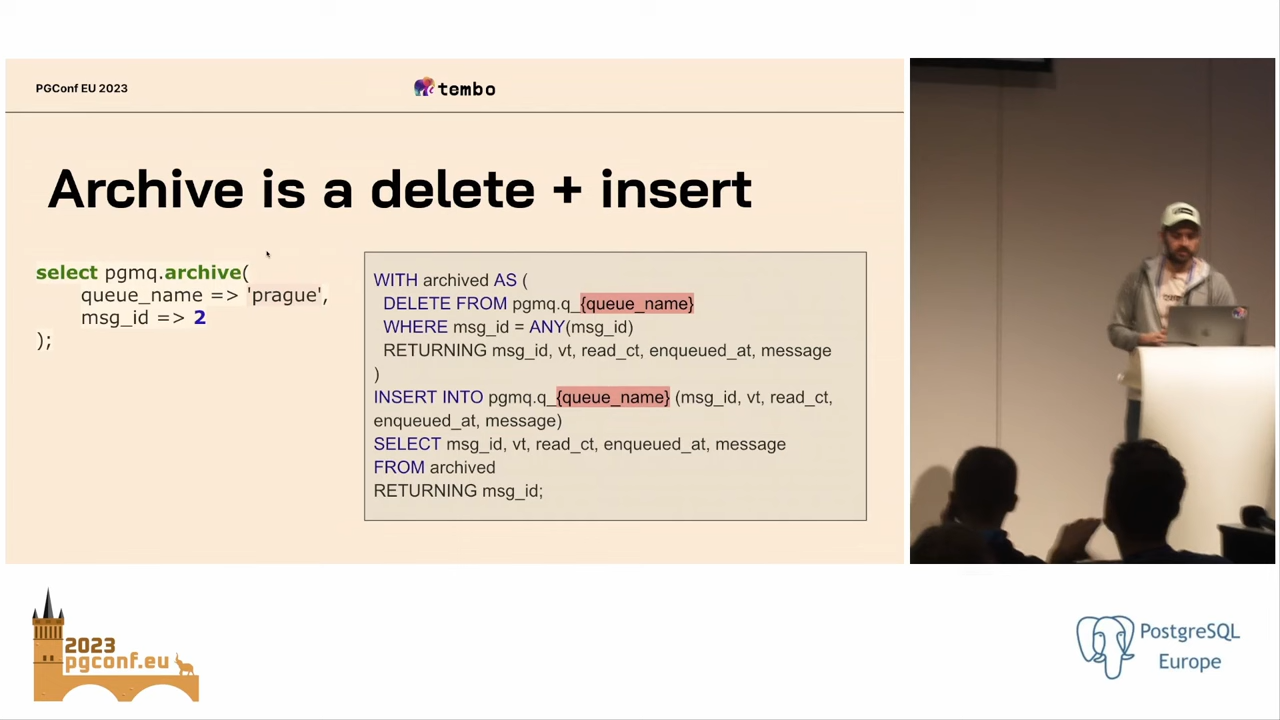 PGConf EU 2023
tembo
Archive is a delete + insert
select pgmq.archive(
queue_name => 'prague',
msg_id => 2
);
WITH archived AS (
DELETE FROM pgmq.q_{queue_name}
WHERE msg_id = ANY(msg_id)
RETURNING msg_id, vt, read_ct, enqueued_at, message
)
INSERT INTO pgmq.q_{queue_name} (msg_id, vt, read_ct,
enqueued_at, message)
SELECT msg_id, vt, read_ct, enqueued_at, message
FROM archived
RETURNING msg_id;
2023
pgconf.eu
PostgreSQL
Europe